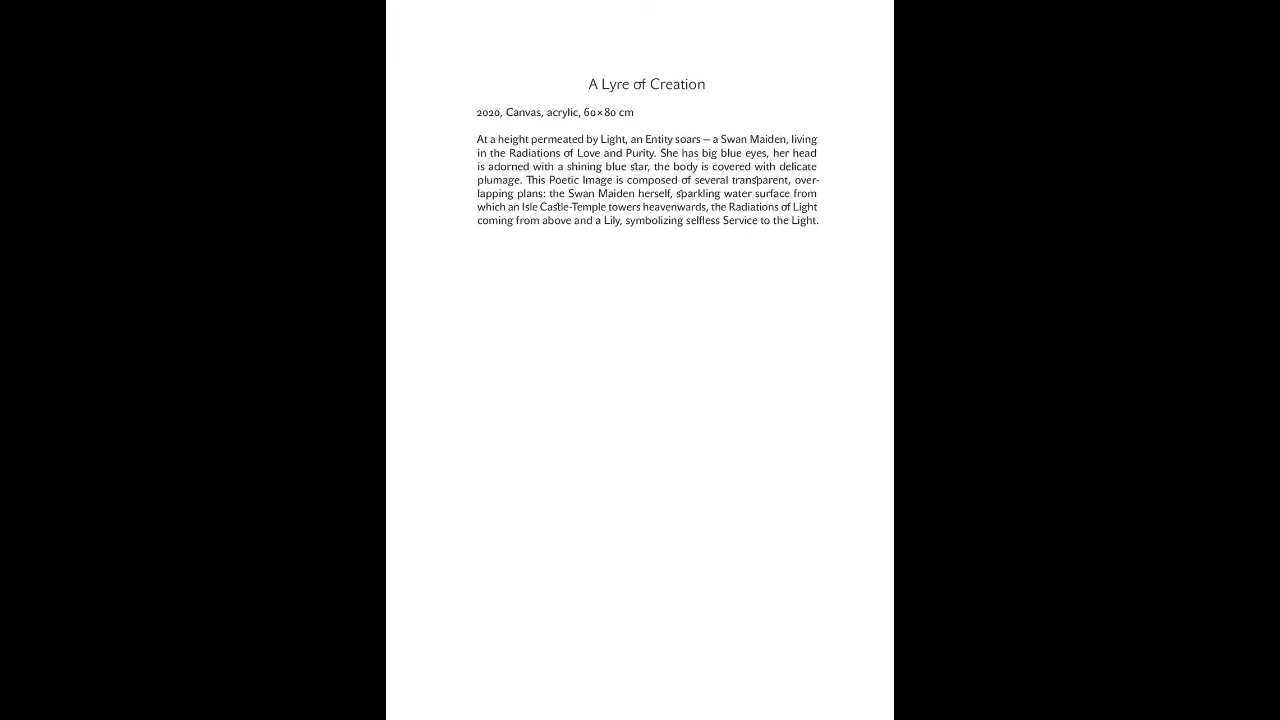 A Lyre of Creation
2020, Canvas, acrylic, 60×80 cm
At a height permeated by Light, an Entity soars – a Swan Maiden, living
in the Radiations of Love and Purity. She has big blue eyes, her head
is adorned with a shining blue star, the body is covered with delicate
plumage. This Poetic Image is composed of several transparent, over-
lapping plans: the Swan Maiden herself, sparkling water surface from
which an Isle Castle-Temple towers heavenwards, the Radiations of Light
coming from above and a Lily, symbolizing selfless Service to the Light.